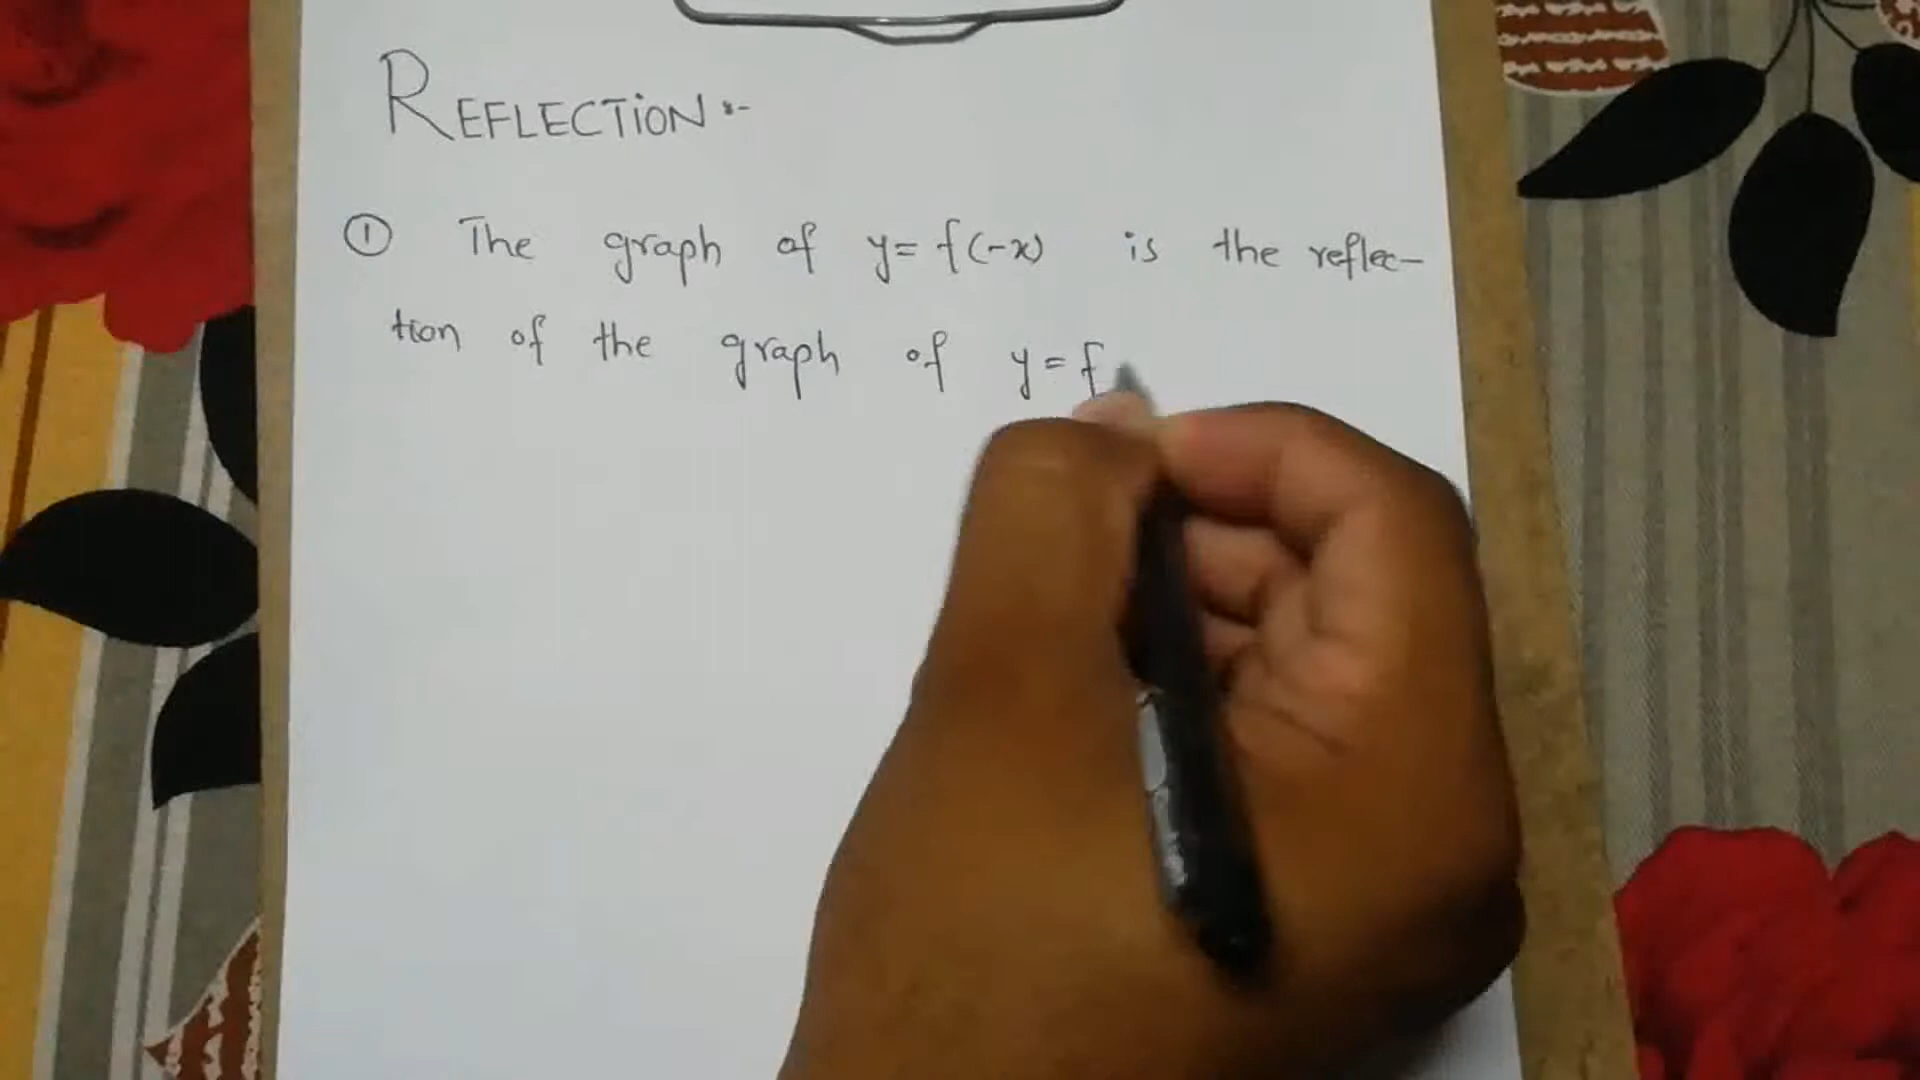 REFLECTION :-
① The graph of y = f(-x) is the reflec-
tion of the graph of y = f